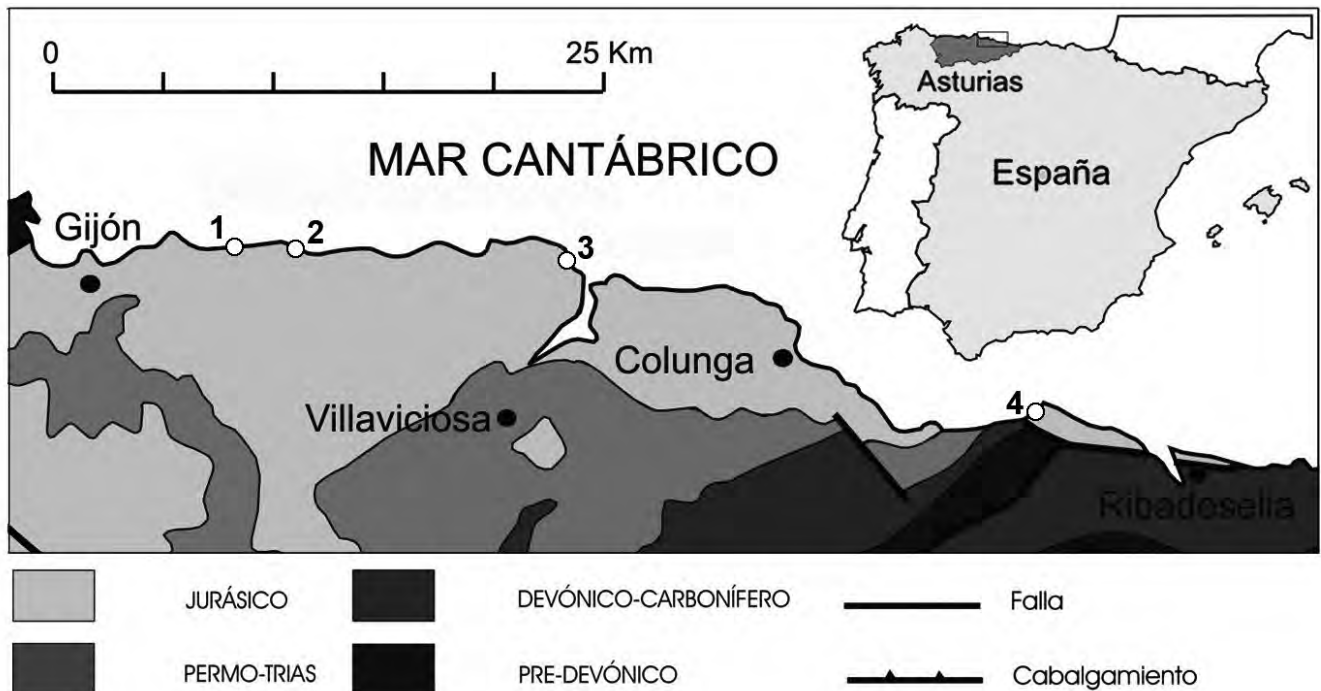 0 25 Km
Asturias
MAR CANTÁBRICO
España
Gijón 1 2
3
Colunga
Villaviciosa
4
Ribadesella
JURÁSICO DEVÓNICO-CARBONÍFERO Falla
PERMO-TRIAS PRE-DEVÓNICO Cabalgamiento